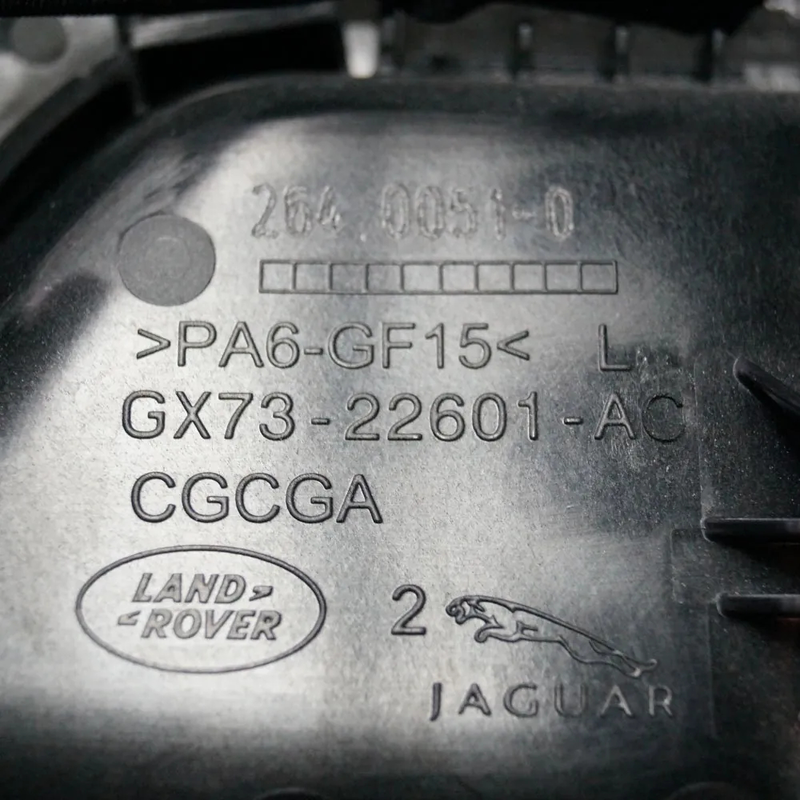 264 0051-0
>PA6-GF15< L
GX73-22601-AC
CGCGA
LAND
ROVER
2
JAGUAR